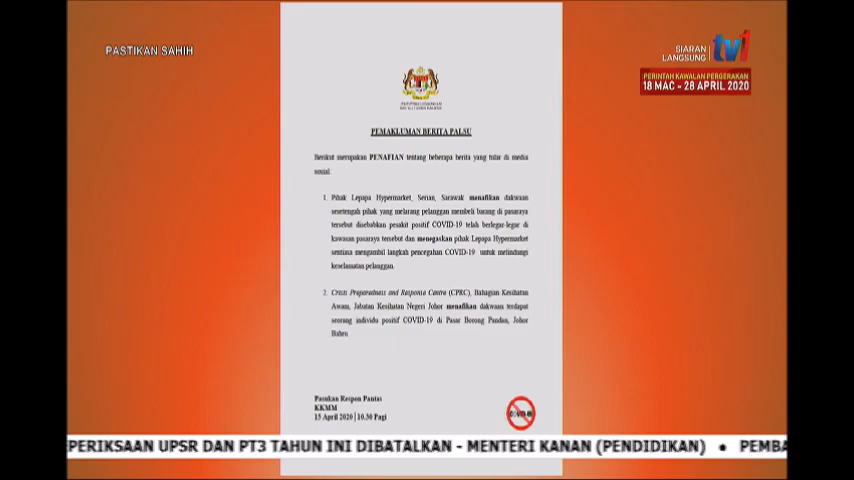 PASTIKAN SAHIH
SIARAN
LANGSUNG
tv1
PERINTAH KAWALAN PERGERAKAN
18 MAC - 28 APRIL 2020
PEMAKLUMAN BERITA PALSU
Berikut merupakan PENAFIAN tentang beberapa berita yang tular di media
sosial:
1. Pihak Lepapa Hypermarket, Serian, Sarawak menafikan dakwaan
sesetengah pihak yang melarang pelanggan membeli barang di pasaraya
tersebut disebabkan pesakit positif COVID-19 telah berlegar-legar di
kawasan pasaraya tersebut dan menegaskan pihak Lepapa Hypermarket
sentiasa mengambil langkah pencegahan COVID-19 untuk melindungi
keselamatan pelanggan.
2. Crisis Preparedness and Response Centre (CPRC), Bahagian Kesihatan
Awam, Jabatan Kesihatan Negeri Johor menafikan dakwaan terdapat
seorang individu positif COVID-19 di Pasar Borong Pandan, Johor
Bahru
Pasukan Respon Pantas
KKMM
15 April 2020 | 10.30 Pagi
COVID-19
PERIKSAAN UPSR DAN PT3 TAHUN INI DIBATALKAN - MENTERI KANAN (PENDIDIKAN) ● PEMBA